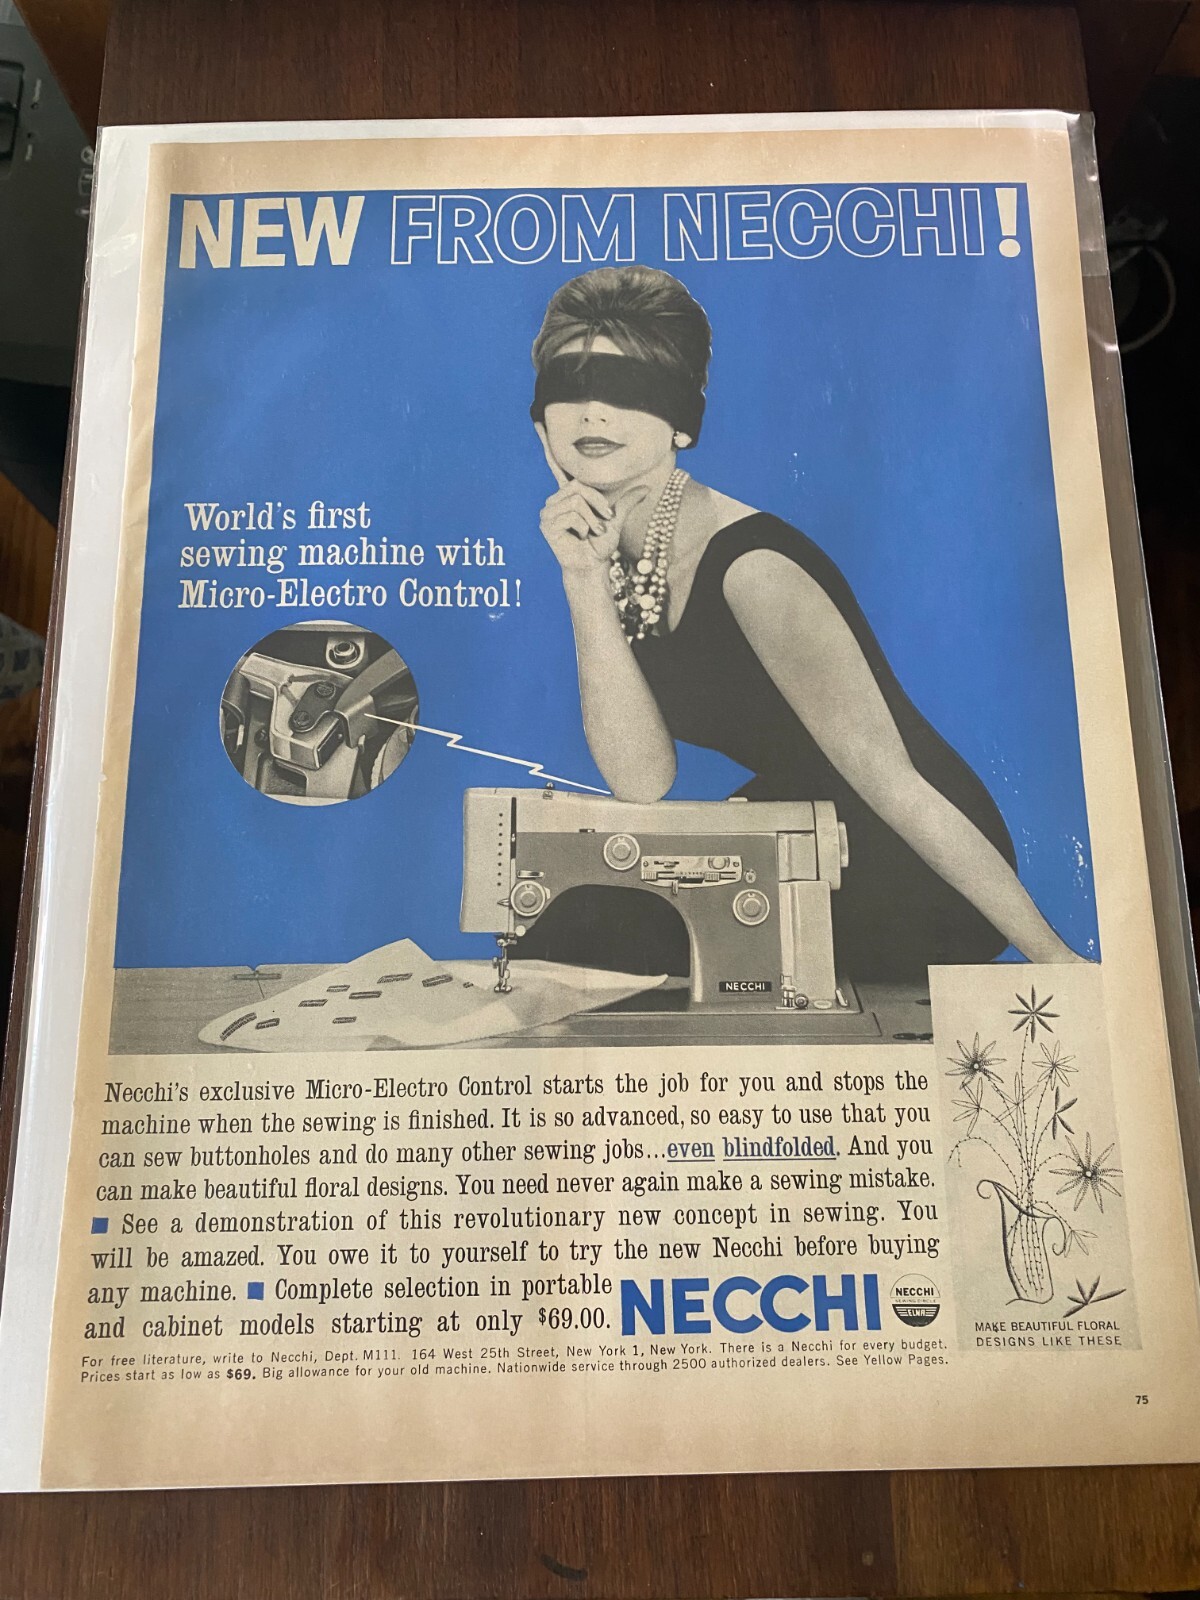 NEW FROM NECCHI!
World's first
sewing machine with
Micro-Electro Control!
NECCHI
Necchi's exclusive Micro-Electro Control starts the job for you and stops the
machine when the sewing is finished. It is so advanced, so easy to use that you
can sew buttonholes and do many other sewing jobs...even blindfolded. And you
can make beautiful floral designs. You need never again make a sewing mistake.
■ See a demonstration of this revolutionary new concept in sewing. You
will be amazed. You owe it to yourself to try the new Necchi before buying
any machine. ■ Complete selection in portable
and cabinet models starting at only $69.00.
NECCHI
NECCHI
SEWING CIRCLE
ELNA
MAKE BEAUTIFUL FLORAL
DESIGNS LIKE THESE
For free literature, write to Necchi, Dept. M111. 164 West 25th Street, New York 1, New York. There is a Necchi for every budget.
Prices start as low as $69. Big allowance for your old machine. Nationwide service through 2500 authorized dealers. See Yellow Pages.
75